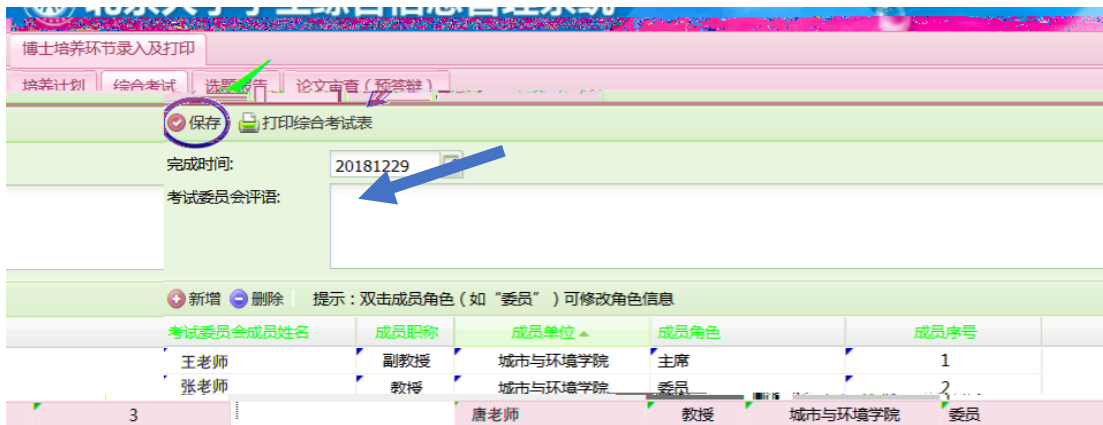 博士培养环节录入及打印
培养计划 综合考试 选题报告 论文审查（预答辩）
保存 打印综合考试表
完成时间: 20181229
考试委员会评语:
新增 删除 提示：双击成员角色（如“委员”）可修改角色信息
考试委员会成员姓名 成员职称 成员单位 成员角色 成员序号
王老师 副教授 城市与环境学院 主席 1
张老师 教授 城市与环境学院 委员 2
3 唐老师 教授 城市与环境学院 委员